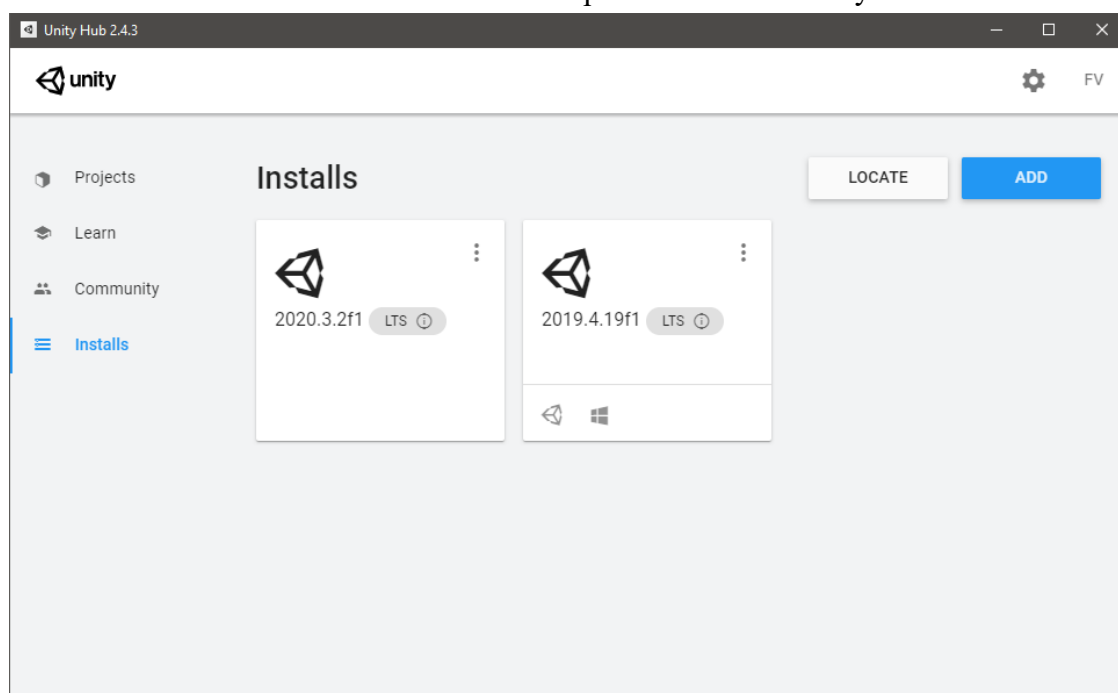 Unity Hub 2.4.3
unity
FV
Projects
Learn
Community
Installs
Installs
LOCATE
ADD
2020.3.2f1 LTS
2019.4.19f1 LTS